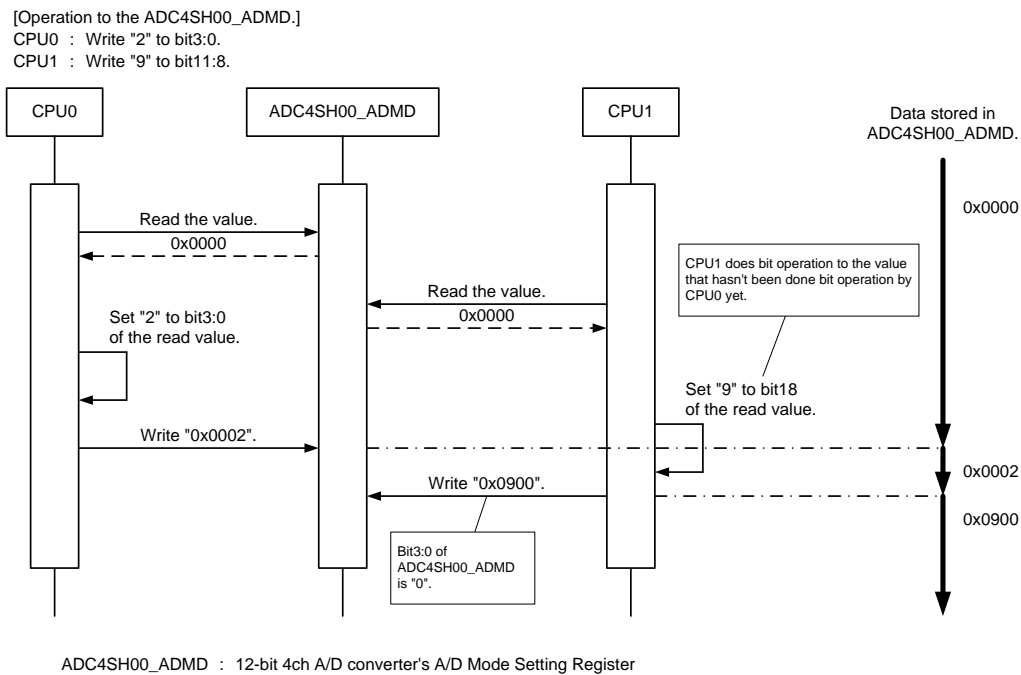 [Operation to the ADC4SH00_ADMD.]
CPU0 : Write "2" to bit3:0.
CPU1 : Write "9" to bit11:8.
CPU0
ADC4SH00_ADMD
CPU1
Data stored in
ADC4SH00_ADMD.
0x0000
Read the value.
0x0000
CPU1 does bit operation to the value
that hasn't been done bit operation by
CPU0 yet.
Read the value.
0x0000
Set "2" to bit3:0
of the read value.
Set "9" to bit18
of the read value.
Write "0x0002".
0x0002
Write "0x0900".
0x0900
Bit3:0 of
ADC4SH00_ADMD
is "0".
ADC4SH00_ADMD : 12-bit 4ch A/D converter's A/D Mode Setting Register